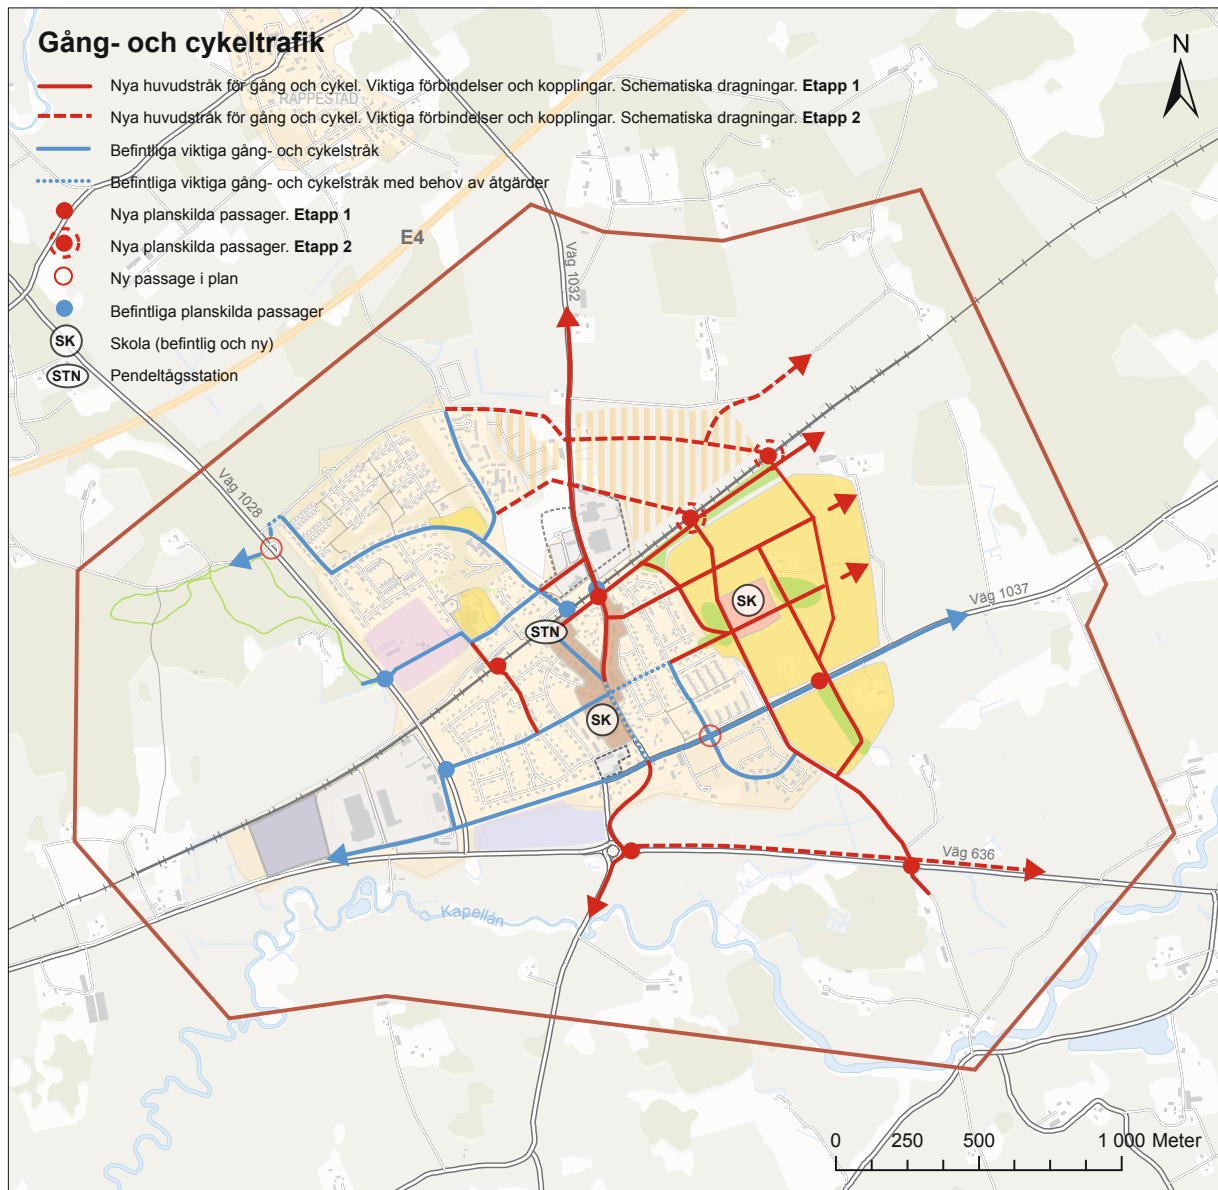 Gång- och cykeltrafik
Nya huvudstråk för gång och cykel. Viktiga förbindelser och kopplingar. Schematiska dragningar. Etapp 1
Nya huvudstråk för gång och cykel. Viktiga förbindelser och kopplingar. Schematiska dragningar. Etapp 2
Befintliga viktiga gång- och cykelstråk
Befintliga viktiga gång- och cykelstråk med behov av åtgärder
Nya planskilda passager. Etapp 1
Nya planskilda passager. Etapp 2
Ny passage i plan
Befintliga planskilda passager
SK Skola (befintlig och ny)
STN Pendeltågsstation
N
RAPPESTAD
E4
Väg 1032
Väg 1028
Väg 1037
SK
STN
SK
Väg 636
Kapellån
0 250 500 1 000 Meter